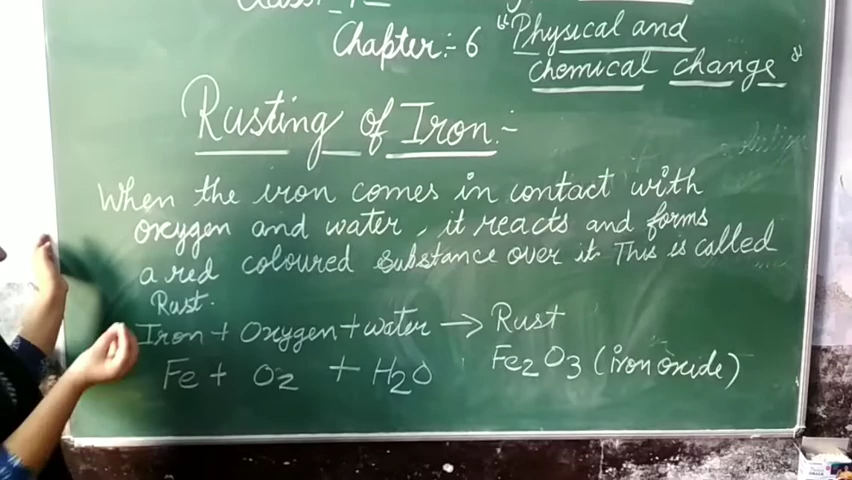 Chapter:- 6 "Physical and
chemical change"
Rusting of Iron:-
When the iron comes in contact with
oxygen and water, it reacts and forms
a red coloured substance over it. This is called
Rust.
Iron + Oxygen + water → Rust
Fe + O2 + H2O Fe2O3 (iron oxide)